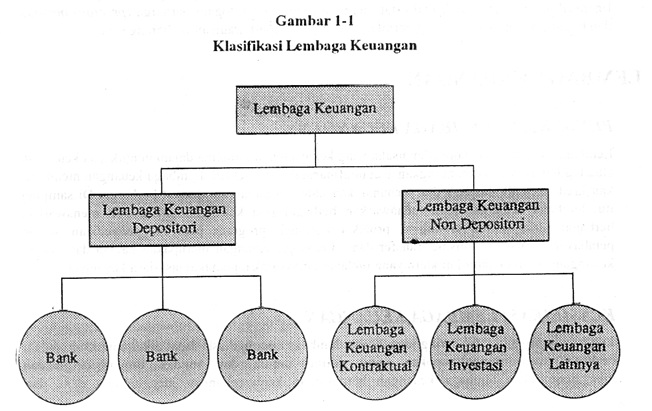 Gambar 1-1
Klasifikasi Lembaga Keuangan
Lembaga Keuangan
Lembaga Keuangan
Depositori
Lembaga Keuangan
Non Depositori
Bank
Bank
Bank
Lembaga
Keuangan
Kontraktual
Lembaga
Keuangan
Investasi
Lembaga
Keuangan
Lainnya